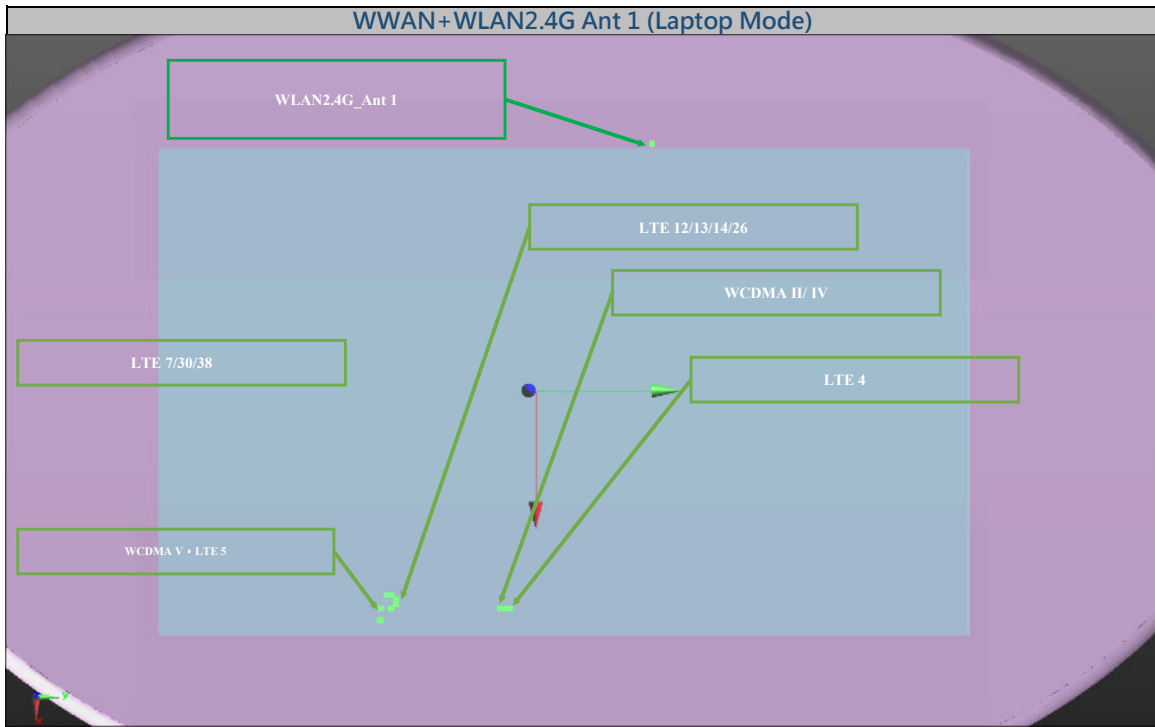 WWAN+WLAN2.4G Ant 1 (Laptop Mode)
WLAN2.4G_Ant 1
LTE 12/13/14/26
WCDMA II/ IV
LTE 7/30/38
LTE 4
WCDMA V・LTE 5
Y
X